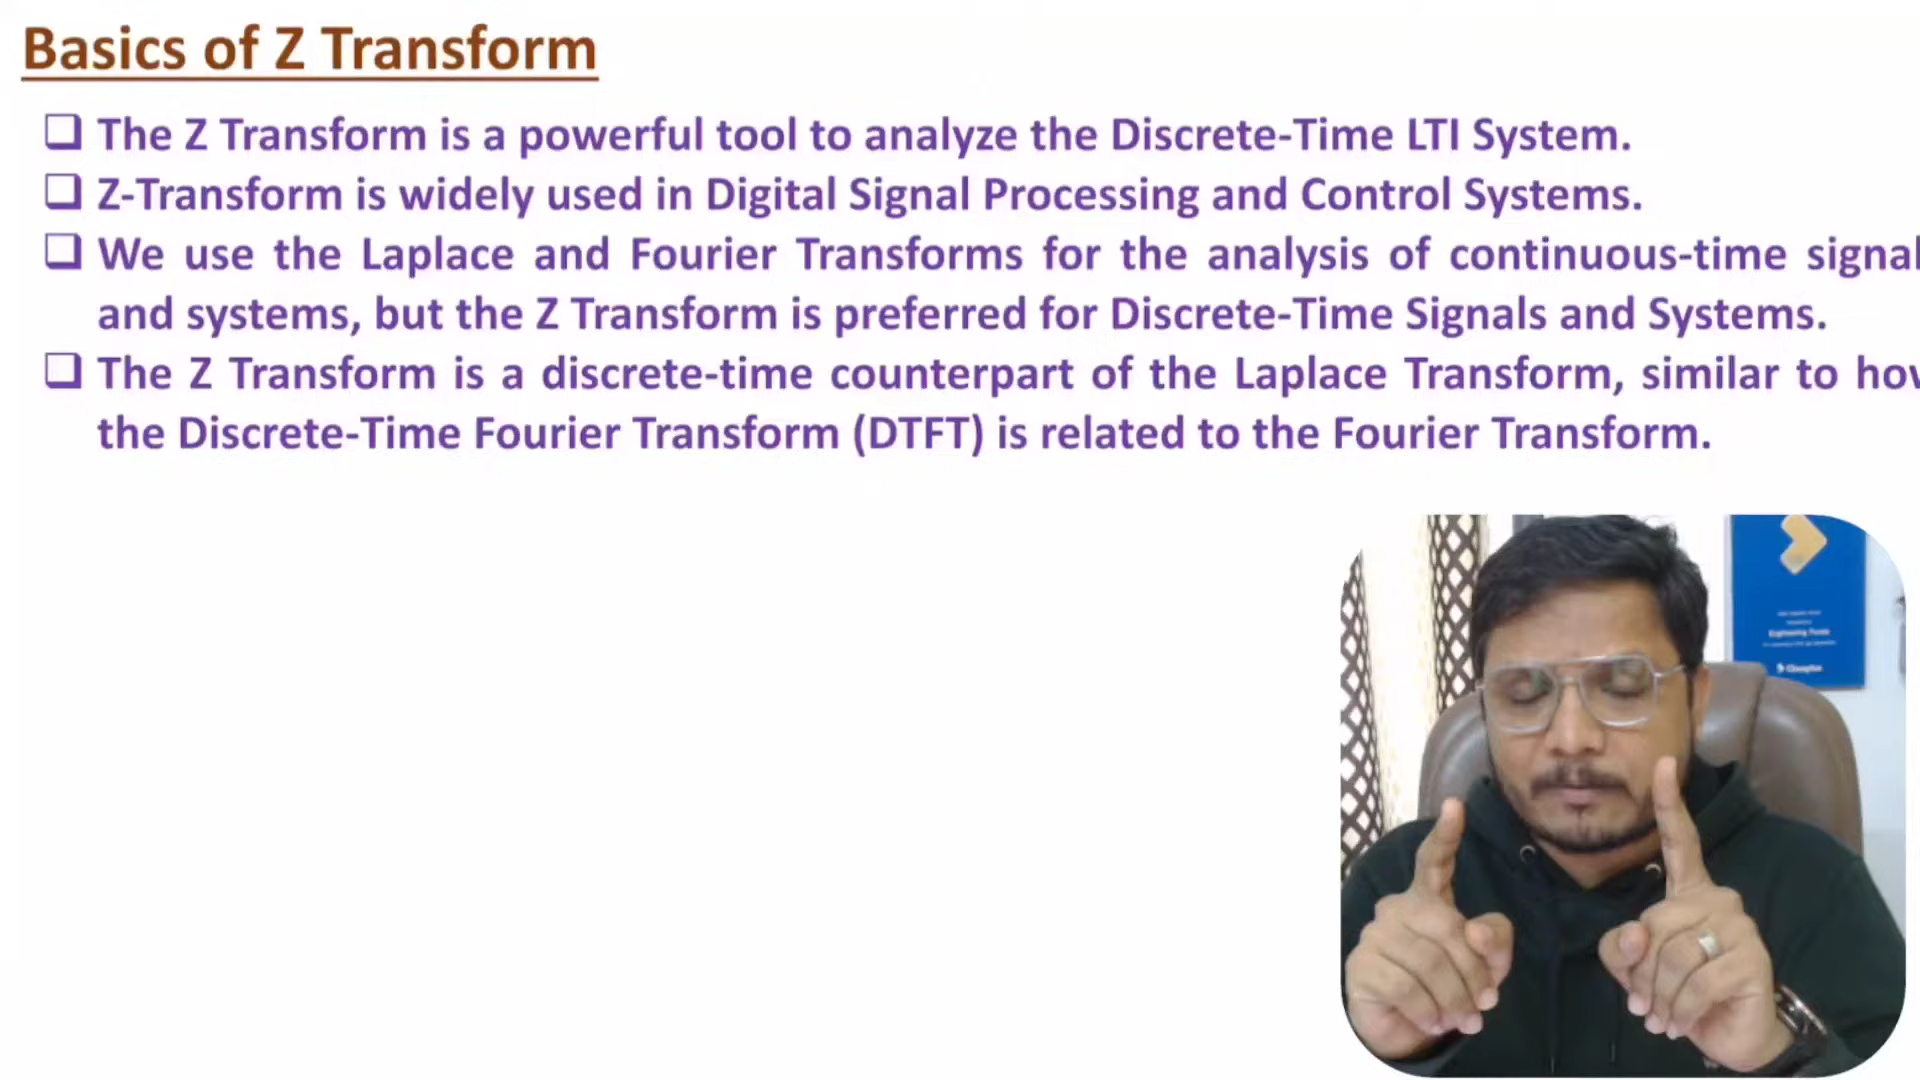 Basics of Z Transform
The Z Transform is a powerful tool to analyze the Discrete-Time LTI System.
Z-Transform is widely used in Digital Signal Processing and Control Systems.
We use the Laplace and Fourier Transforms for the analysis of continuous-time signal
and systems, but the Z Transform is preferred for Discrete-Time Signals and Systems.
The Z Transform is a discrete-time counterpart of the Laplace Transform, similar to how
the Discrete-Time Fourier Transform (DTFT) is related to the Fourier Transform.
Engineering Funda